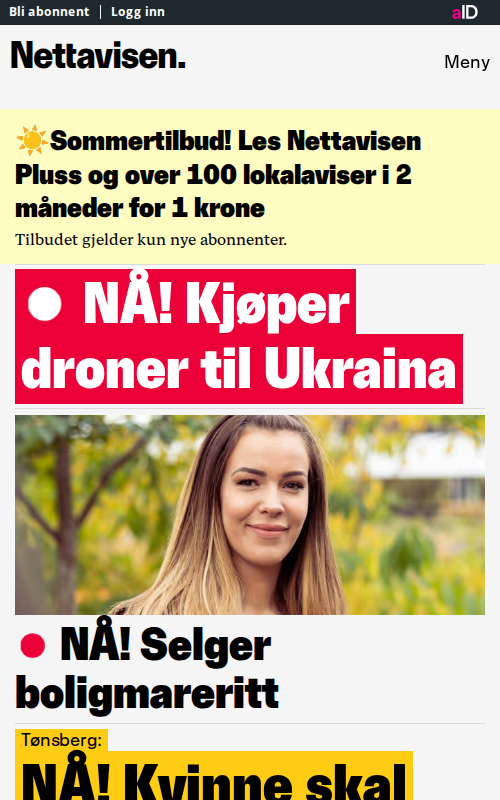 Bli abonnent | Logg inn
aID
Nettavisen.
Meny
☀️Sommertilbud! Les Nettavisen
Pluss og over 100 lokalaviser i 2
måneder for 1 krone
Tilbudet gjelder kun nye abonnenter.
NÅ! Kjøper
droner til Ukraina
NÅ! Selger
boligmareritt
Tønsberg:
NÅ! Kvinne skal